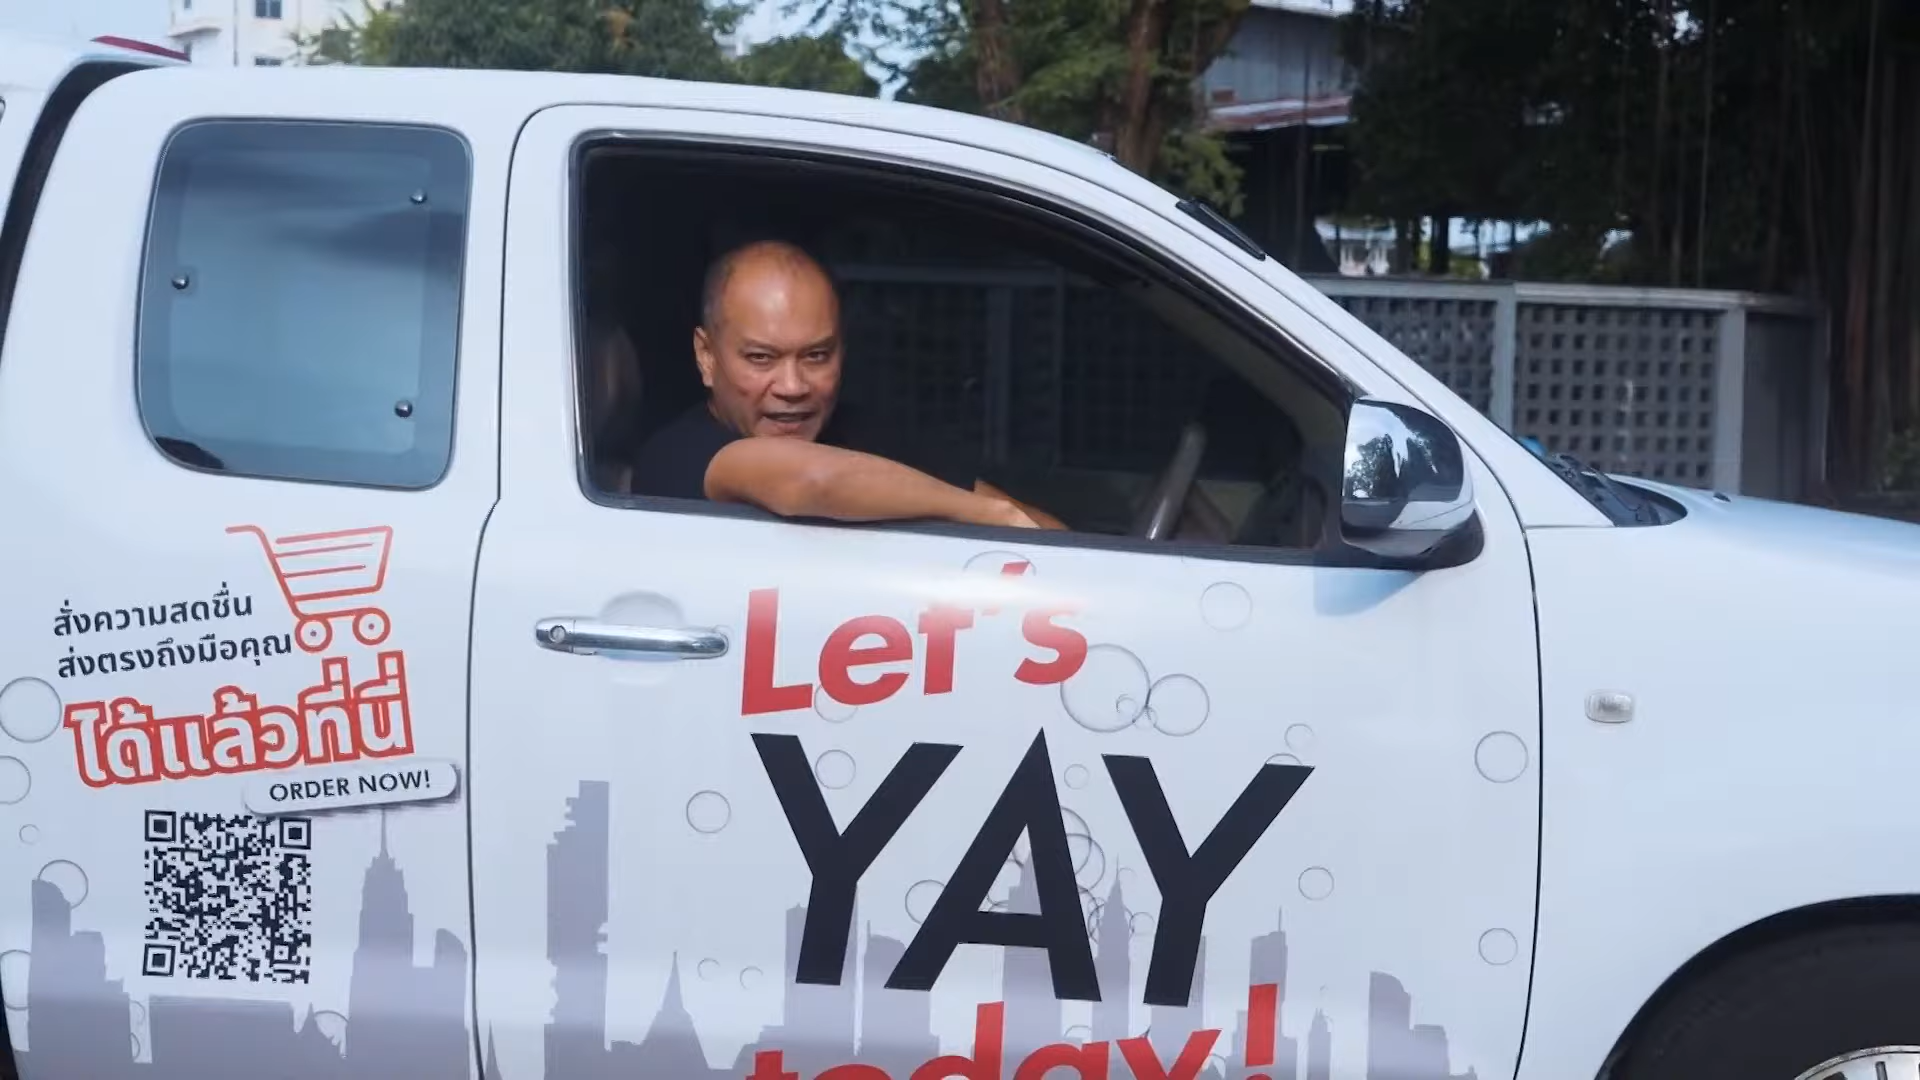 สั่งความสดชื่น
ส่งตรงถึงมือคุณ
ได้แล้วที่นี่
ORDER NOW!
Let's
YAY
today!